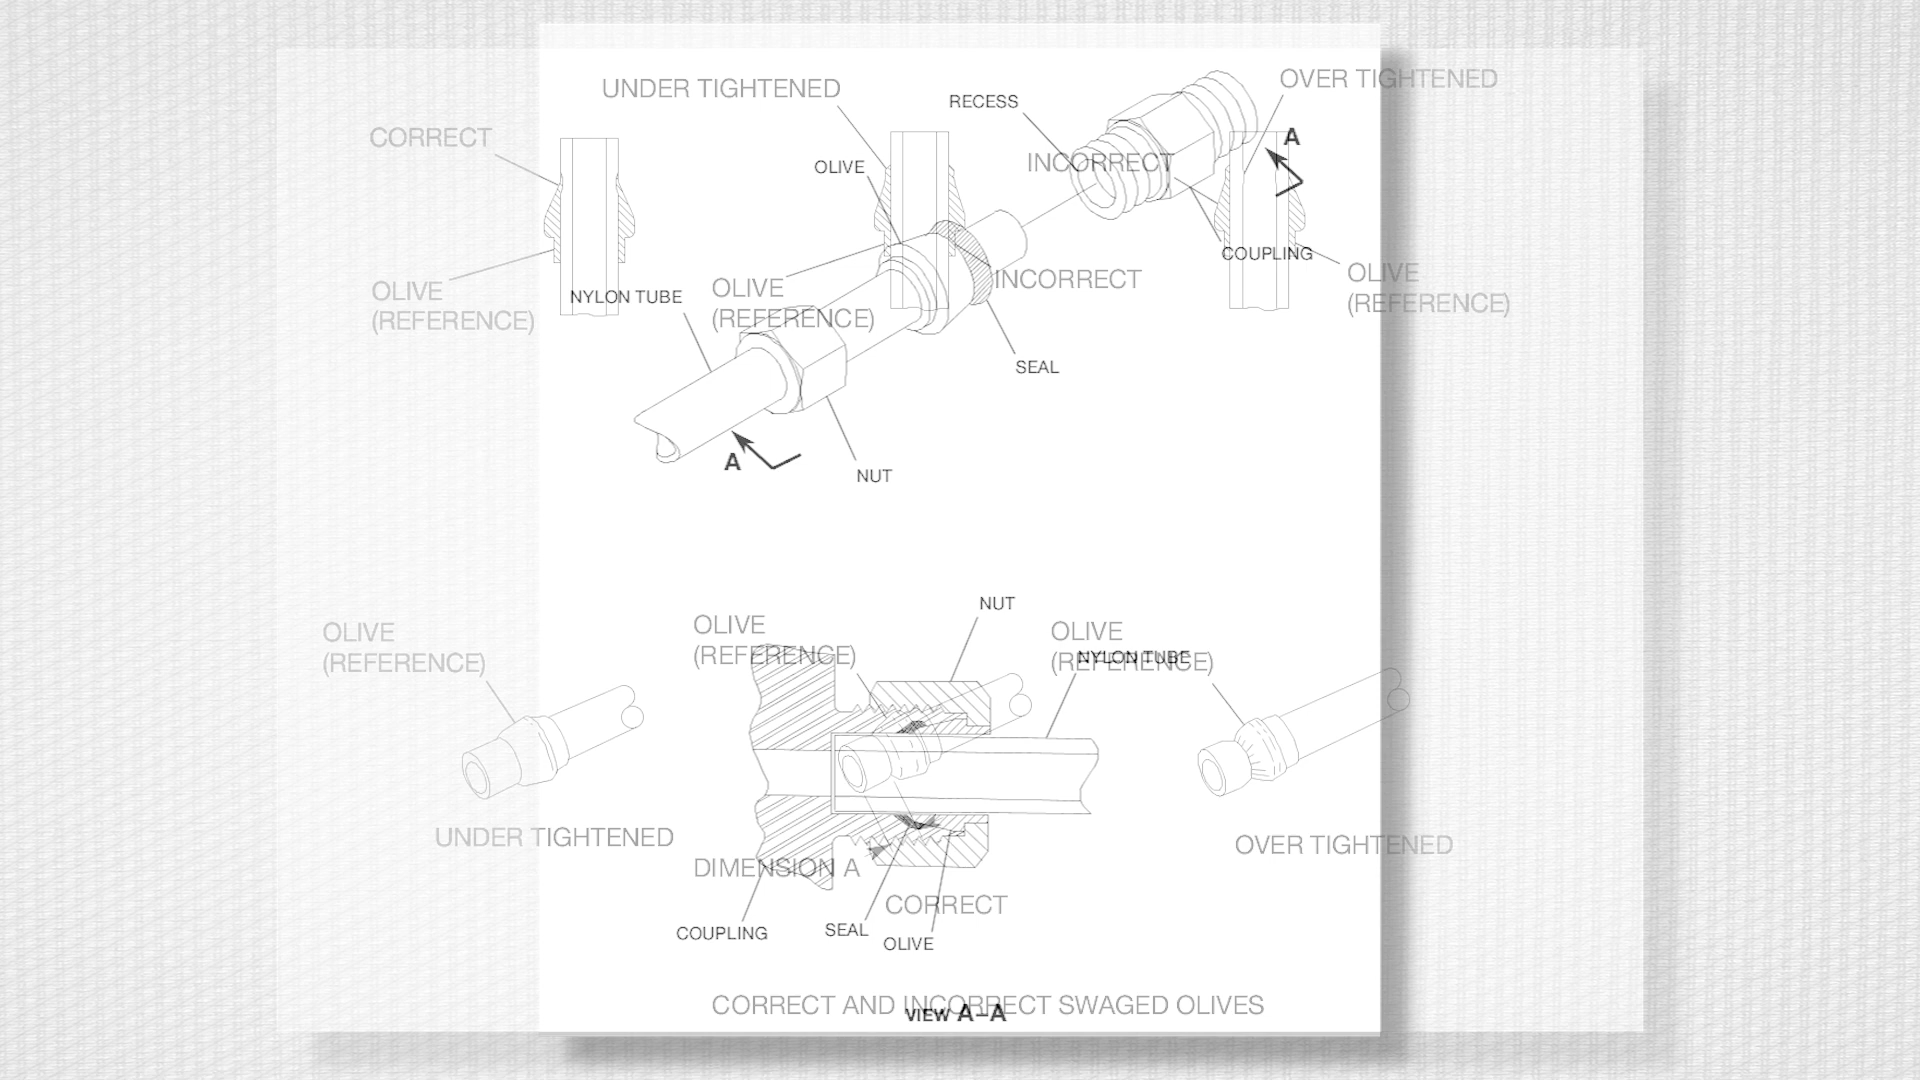 OVER TIGHTENED
UNDER TIGHTENED
RECESS
CORRECT
A
INCORRECT
OLIVE
COUPLING
OLIVE
(REFERENCE)
INCORRECT
OLIVE
(REFERENCE)
NYLON TUBE
OLIVE
(REFERENCE)
SEAL
A
NUT
NUT
OLIVE
(REFERENCE)
OLIVE
(REFERENCE)
OLIVE
(REFERENCE)
NYLON TUBE
UNDER TIGHTENED
OVER TIGHTENED
DIMENSION A
CORRECT
COUPLING
SEAL
OLIVE
CORRECT AND INCORRECT SWAGED OLIVES
VIEW A-A